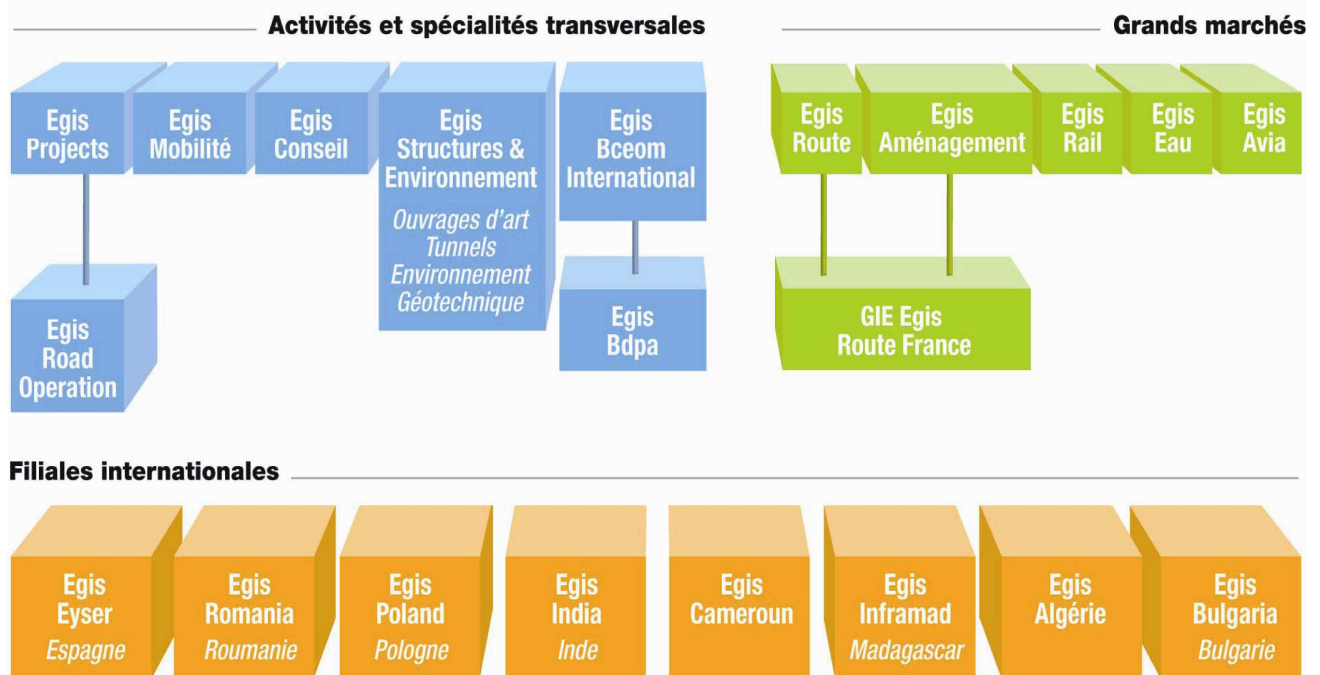 Activités et spécialités transversales
Egis
Projects
Egis
Mobilité
Egis
Conseil
Egis
Structures &
Environnement
Ouvrages d'art
Tunnels
Environnement
Géotechnique
Egis
Bceom
International
Egis
Road
Operation
Egis
Bdpa
Grands marchés
Egis
Route
Egis
Aménagement
Egis
Rail
Egis
Eau
Egis
Avia
GIE Egis
Route France
Filiales internationales
Egis
Eyser
Espagne
Egis
Romania
Roumanie
Egis
Poland
Pologne
Egis
India
Inde
Egis
Cameroun
Egis
Inframad
Madagascar
Egis
Algérie
Egis
Bulgaria
Bulgarie